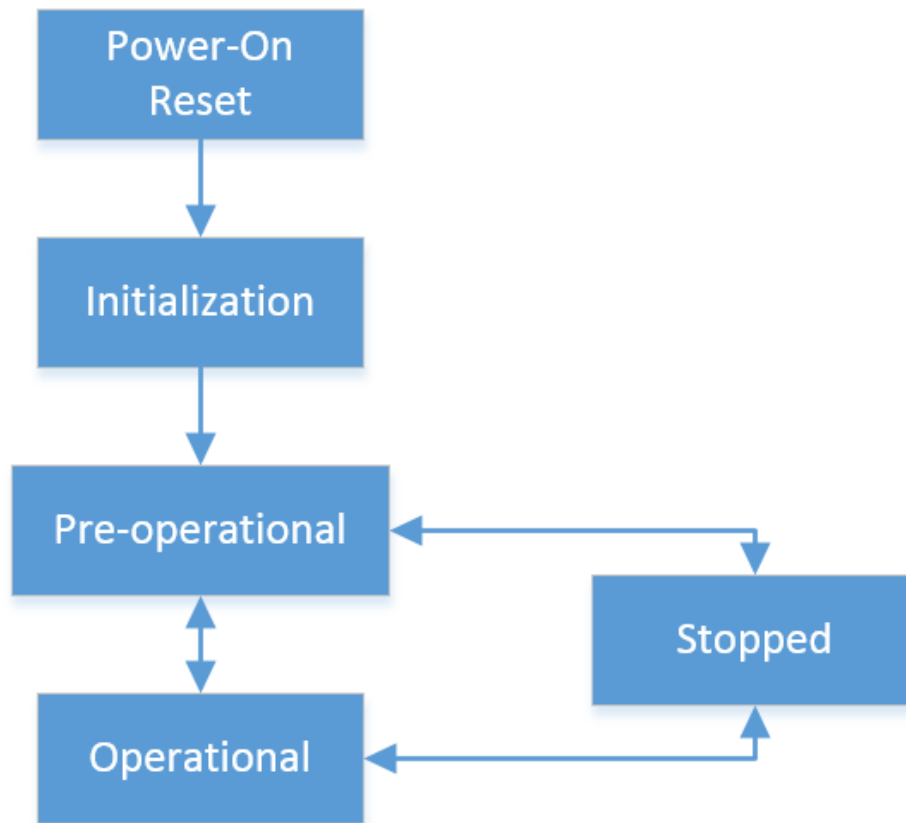 Power-On
Reset
Initialization
Pre-operational
Stopped
Operational